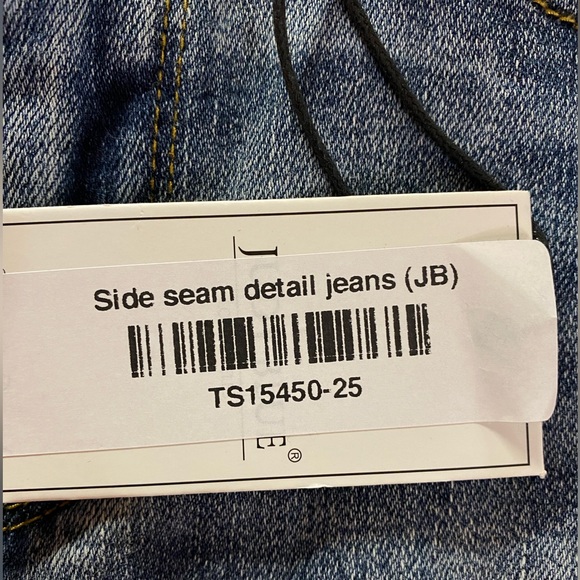 Side seam detail jeans (JB)
TS15450-25
®